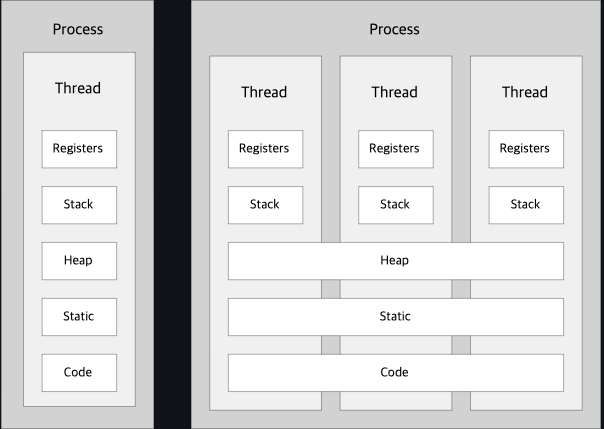 Process
Thread
Registers
Stack
Heap
Static
Code
Process
Thread Thread Thread
Registers Registers Registers
Stack Stack Stack
Heap
Static
Code